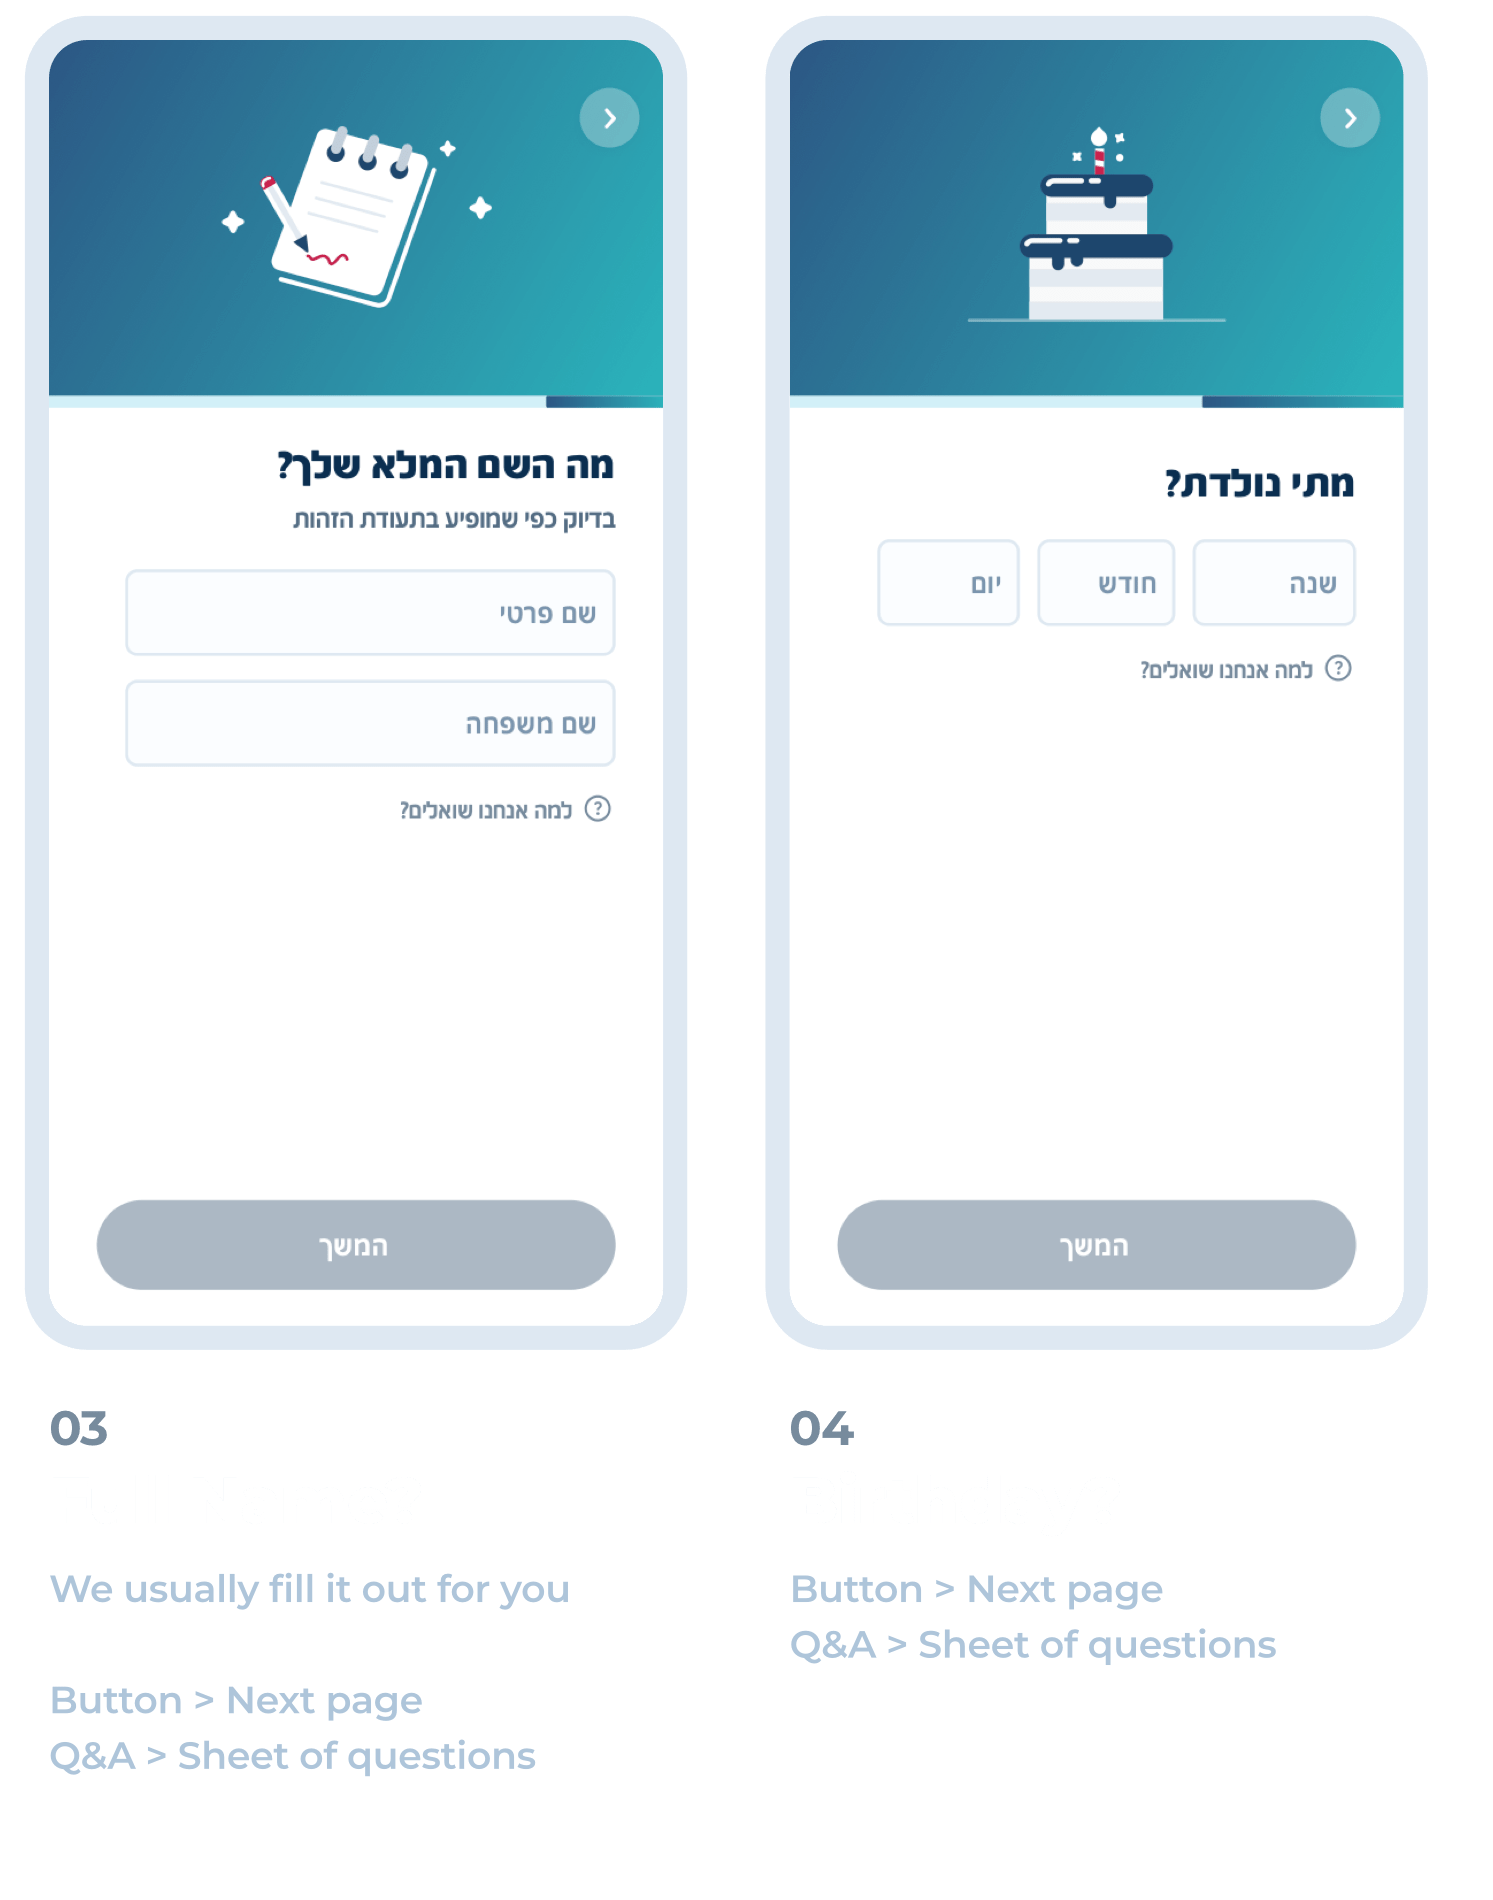 מה השם המלא שלך?
בדיוק כפי שמופיע בתעודת הזהות
שם פרטי
שם משפחה
למה אנחנו שואלים?
המשך
03
We usually fill it out for you
Button > Next page
Q&A > Sheet of questions
מתי נולדת?
שנה חודש יום
למה אנחנו שואלים?
המשך
04
Button > Next page
Q&A > Sheet of questions